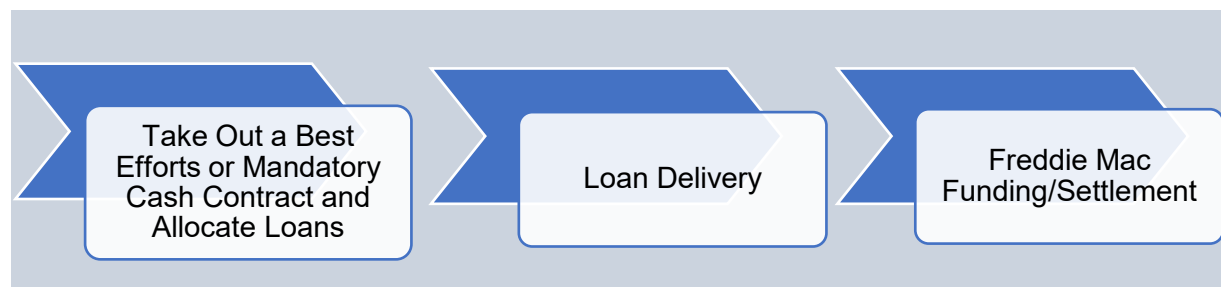 Take Out a Best
Efforts or Mandatory
Cash Contract and
Allocate Loans
Loan Delivery
Freddie Mac
Funding/Settlement